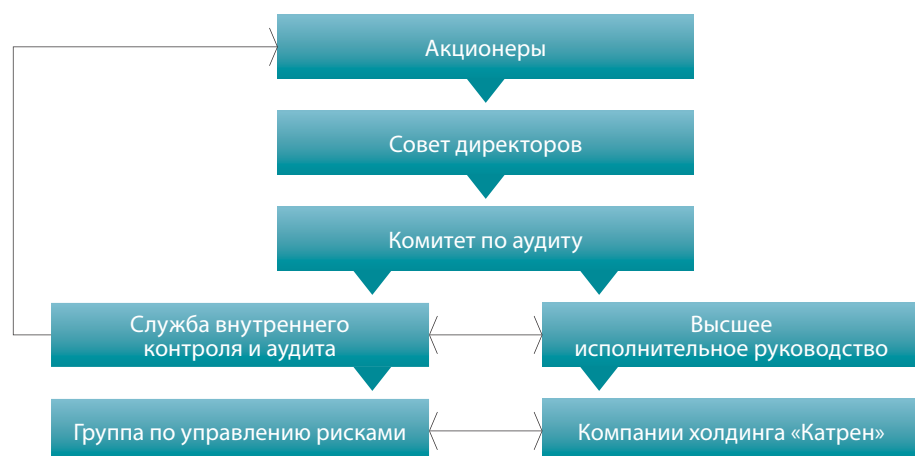 Акционеры
Совет директоров
Комитет по аудиту
Служба внутреннего
контроля и аудита
Высшее
исполнительное руководство
Группа по управлению рисками
Компании холдинга «Катрен»